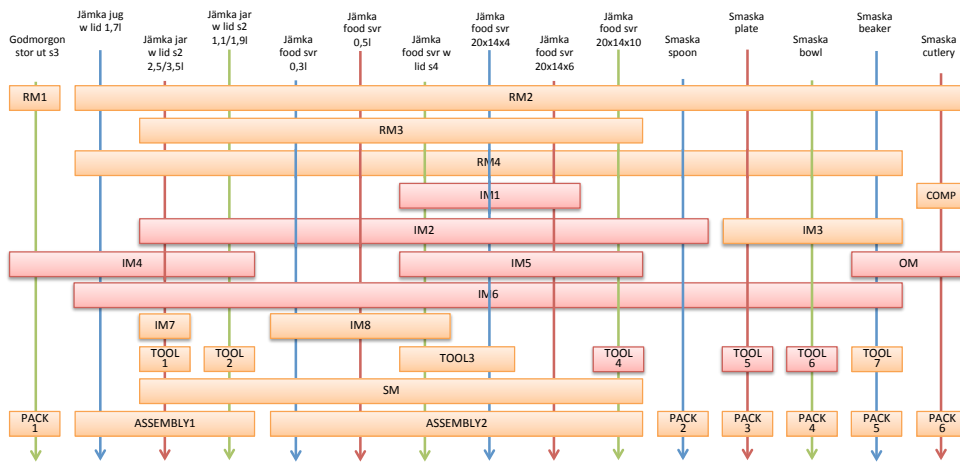 Godmorgon
stor ut s3
Jämka jug
w lid 1,7l
Jämka jar
w lid s2
2,5/3,5l
Jämka jar
w lid s2
1,1/1,9l
Jämka
food svr
0,3l
Jämka
food svr
0,5l
Jämka
food svr w
lid s4
Jämka
food svr
20x14x4
Jämka
food svr
20x14x6
Jämka
food svr
20x14x10
Smaska
spoon
Smaska
plate
Smaska
bowl
Smaska
beaker
Smaska
cutlery
RM1
RM2
RM3
RM4
IM1
COMP
IM2
IM3
IM4
IM5
OM
IM6
IM7
IM8
TOOL
1
TOOL
2
TOOL3
TOOL
4
TOOL
5
TOOL
6
TOOL
7
SM
PACK
1
ASSEMBLY1
ASSEMBLY2
PACK
2
PACK
3
PACK
4
PACK
5
PACK
6